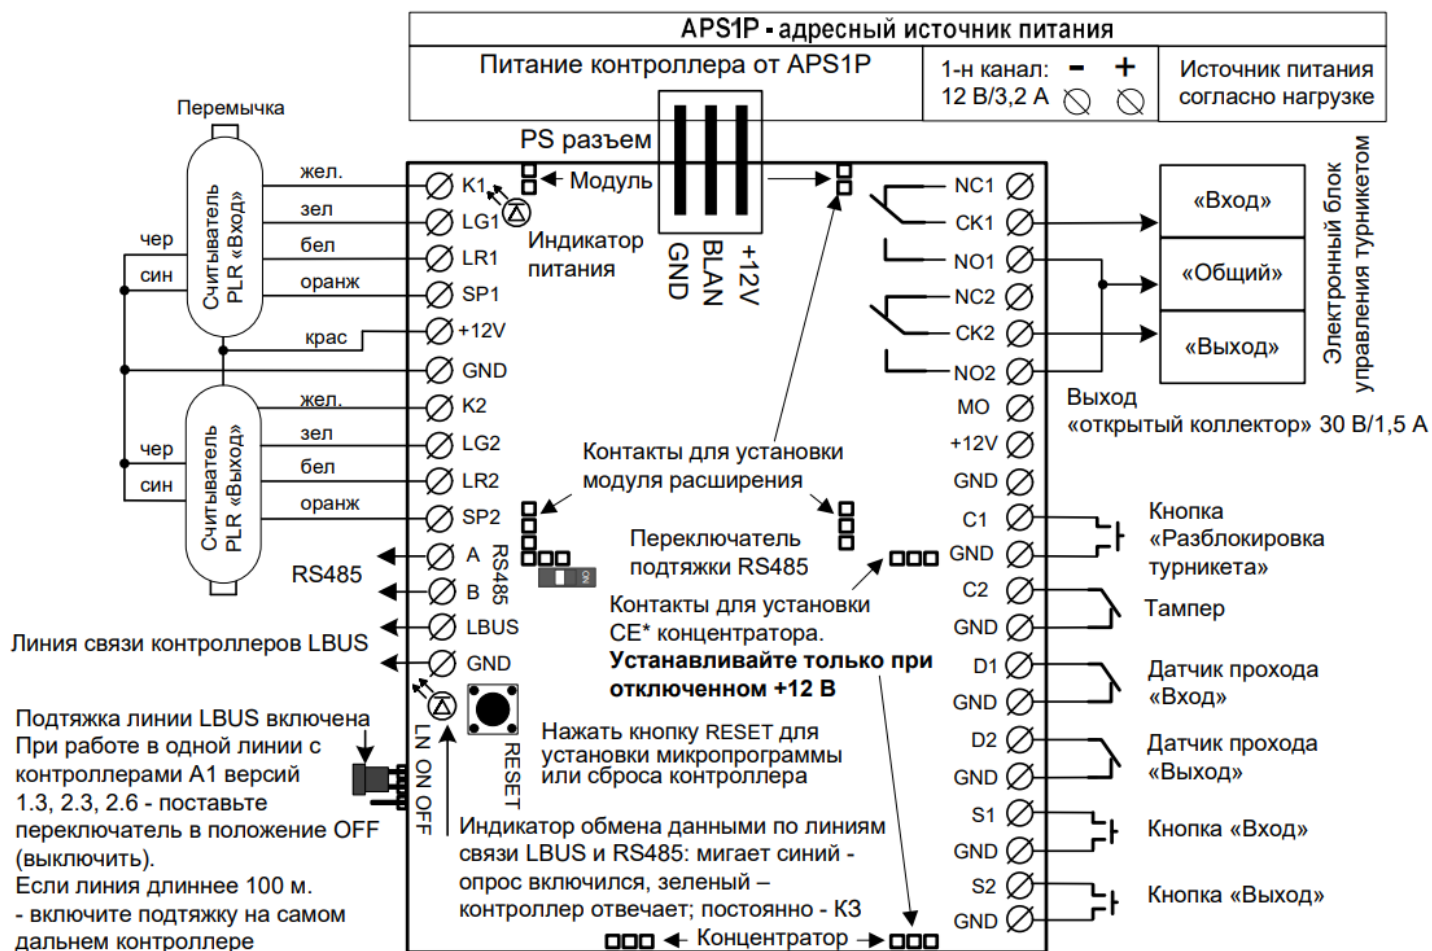 APS1P - адресный источник питания
Питание контроллера от APS1P
1-н канал: - +
12 В/3,2 А
Источник питания
согласно нагрузке
Перемычка
PS разъем
Модуль
Считыватель
PLR «Вход»
жел.
зел
бел
оранж
чер
син
крас
Считыватель
PLR «Выход»
жел.
зел
бел
оранж
чер
син
K1
LG1
LR1
SP1
+12V
GND
K2
LG2
LR2
SP2
A
B
RS485
LBUS
GND
Индикатор
питания
GND
BLAN
+12V
NC1
CK1
NO1
NC2
CK2
NO2
MO
+12V
GND
C1
GND
C2
GND
D1
GND
D2
GND
S1
GND
S2
GND
«Вход»
«Общий»
«Выход»
Электронный блок
управления турникетом
Выход
«открытый коллектор» 30 В/1,5 А
Контакты для установки
модуля расширения
Переключатель
подтяжки RS485
ON
Контакты для установки
CE* концентратора.
Устанавливайте только при
отключенном +12 В
Кнопка
«Разблокировка
турникета»
Тампер
Датчик прохода
«Вход»
Датчик прохода
«Выход»
Кнопка «Вход»
Кнопка «Выход»
RS485
Линия связи контроллеров LBUS
Подтяжка линии LBUS включена
При работе в одной линии с
контроллерами А1 версий
1.3, 2.3, 2.6 - поставьте
переключатель в положение OFF
(выключить).
Если линия длиннее 100 м.
- включите подтяжку на самом
дальнем контроллере
LN ON OFF
RESET
Нажать кнопку RESET для
установки микропрограммы
или сброса контроллера
Индикатор обмена данными по линиям
связи LBUS и RS485: мигает синий -
опрос включился, зеленый –
контроллер отвечает; постоянно - КЗ
Концентратор